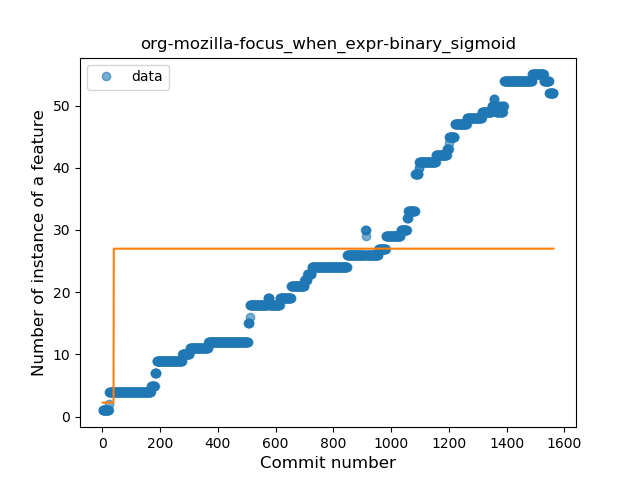 org-mozilla-focus_when_expr-binary_sigmoid
data
Number of instance of a feature
50
40
30
20
10
0
0 200 400 600 800 1000 1200 1400 1600
Commit number